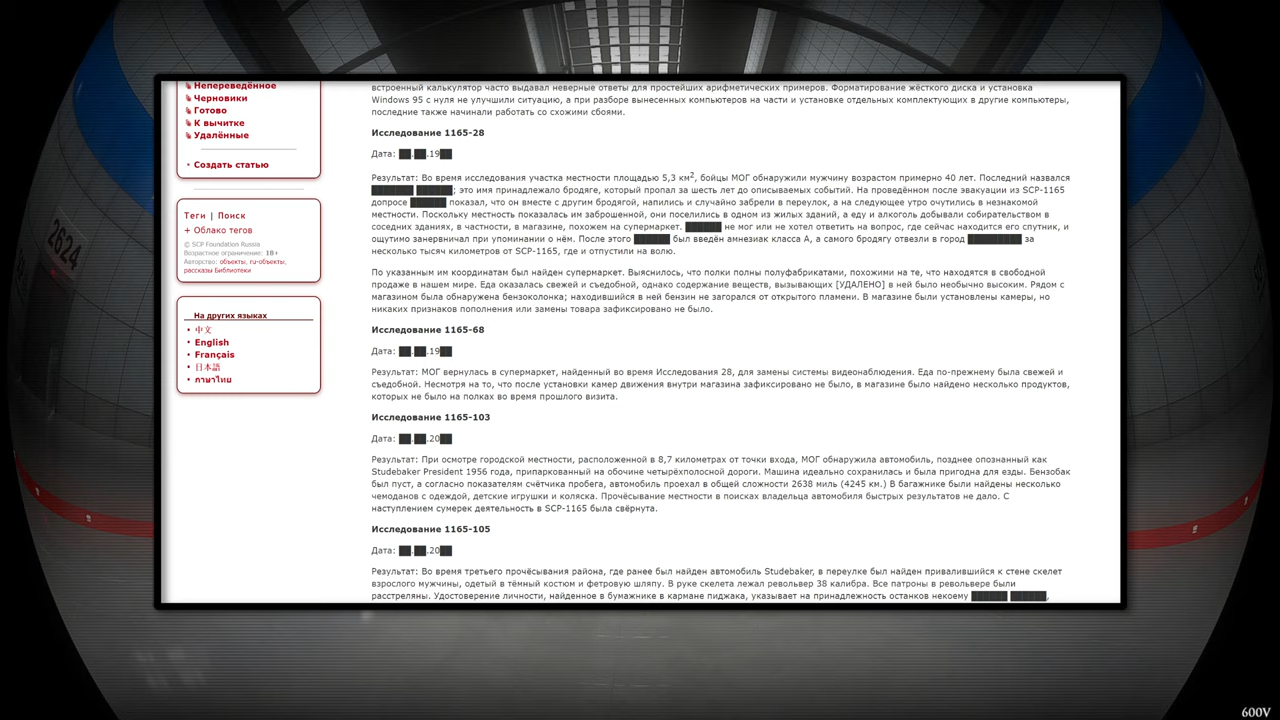 Непереведённое
Черновики
Готово
К вычитке
Удалённые
Создать статью
Теги | Поиск
+ Облако тегов
© SCP Foundation Russia
Возрастное ограничение: 18+
Авторство: объекты, ru-объекты,
рассказы Библиотеки
На других языках
中文
English
Français
日本語
ภาษาไทย
встроенный калькулятор часто выдавал неверные ответы для простейших арифметических примеров. Форматирование жёсткого диска и установка
Windows 95 с нуля не улучшили ситуацию, а при разборе вынесенных компьютеров на части и установке отдельных комплектующих в другие компьютеры,
последние также начинали работать со схожими сбоями.
Исследование 1165-28
Дата: ██.██.19██
Результат: Во время исследования участка местности площадью 5,3 км², бойцы МОГ обнаружили мужчину возрастом примерно 40 лет. Последний назвался
███████ ██████; это имя принадлежало бродяге, который пропал за шесть лет до описываемых событий. На проведённом после эвакуации из SCP-1165
допросе ██████ показал, что он вместе с другим бродягой, напились и случайно забрели в переулок, а на следующее утро очутились в незнакомой
местности. Поскольку местность показалась им заброшенной, они поселились в одном из жилых зданий, а еду и алкоголь добывали собирательством в
соседних зданиях, в частности, в магазине, похожем на супермаркет. ██████ не мог или не хотел ответить на вопрос, где сейчас находится его спутник, и
ощутимо занервничал при упоминании о нём. После этого ██████ был введён амнезиак класса А, а самого бродягу отвезли в город █████████ за
несколько тысяч километров от SCP-1165, где и отпустили на волю.
По указанным им координатам был найден супермаркет. Выяснилось, что полки полны полуфабрикатами, похожими на те, что находятся в свободной
продаже в нашем мире. Еда оказалась свежей и съедобной, однако содержание веществ, вызывающих [УДАЛЕНО] в ней было необычно высоким. Рядом с
магазином была обнаружена бензоколонка; находившийся в ней бензин не загорался от открытого пламени. В магазине были установлены камеры, но
никаких признаков пополнения или замены товара зафиксировано не было.
Исследование 1165-68
Дата: ██.██.19██
Результат: МОГ вернулась в супермаркет, найденный во время Исследования 28, для замены системы видеонаблюдения. Еда по-прежнему была свежей и
съедобной. Несмотря на то, что после установки камер движения внутри магазина зафиксировано не было, в магазине было найдено несколько продуктов,
которых не было на полках во время прошлого визита.
Исследование 1165-103
Дата: ██.██.20██
Результат: При осмотре городской местности, расположенной в 8,7 километрах от точки входа, МОГ обнаружила автомобиль, позднее опознанный как
Studebaker President 1956 года, припаркованный на обочине четырёхполосной дороги. Машина идеально сохранилась и была пригодна для езды. Бензобак
был пуст, а согласно показателям счётчика пробега, автомобиль проехал в общей сложности 2638 миль (4245 км.) В багажнике были найдены несколько
чемоданов с одеждой, детские игрушки и коляска. Прочёсывание местности в поисках владельца автомобиля быстрых результатов не дало. С
наступлением сумерек деятельность в SCP-1165 была свёрнута.
Исследование 1165-105
Дата: ██.██.20██
Результат: Во время третьего прочёсывания района, где ранее был найден автомобиль Studebaker, в переулке был найден привалившийся к стене скелет
взрослого мужчины, одетый в тёмный костюм и фетровую шляпу. В руке скелета лежал револьвер 38 калибра. Все патроны в револьвере были
расстреляны. Удостоверение личности, найденное в бумажнике в кармане пиджака, указывает на принадлежность останков некоему ██████ ██████,
2624
600V